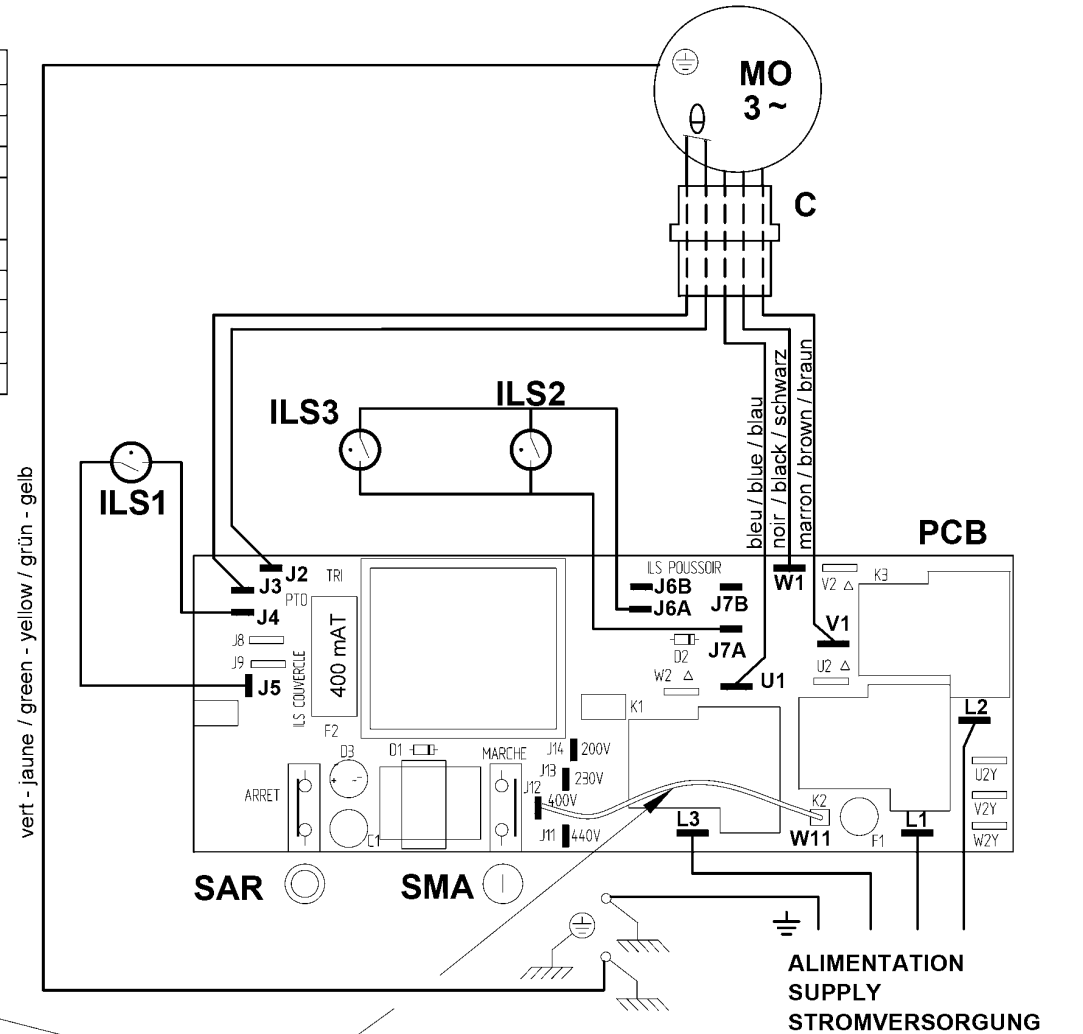 MO
3 ~
C
ILS3
ILS2
ILS1
vert - jaune / green - yellow / grün - gelb
bleu / blue / blau
noir / black / schwarz
marron / brown / braun
PCB
J2
J3
J4
J8
J9
J5
TRI
PTO
ILS COUVERCLE
400 mAT
F2
ILS POUSSOIR
J6B
J6A
J7B
J7A
D2
W2 △
W1
V2 △
K3
V1
U2 △
U1
K1
L2
D3
D1
MARCHE
ARRET
C1
J14 200V
J13 230V
J12 400V
J11 440V
L3
K2
W11
F1
L1
U2Y
V2Y
W2Y
SAR
SMA
ALIMENTATION
SUPPLY
STROMVERSORGUNG